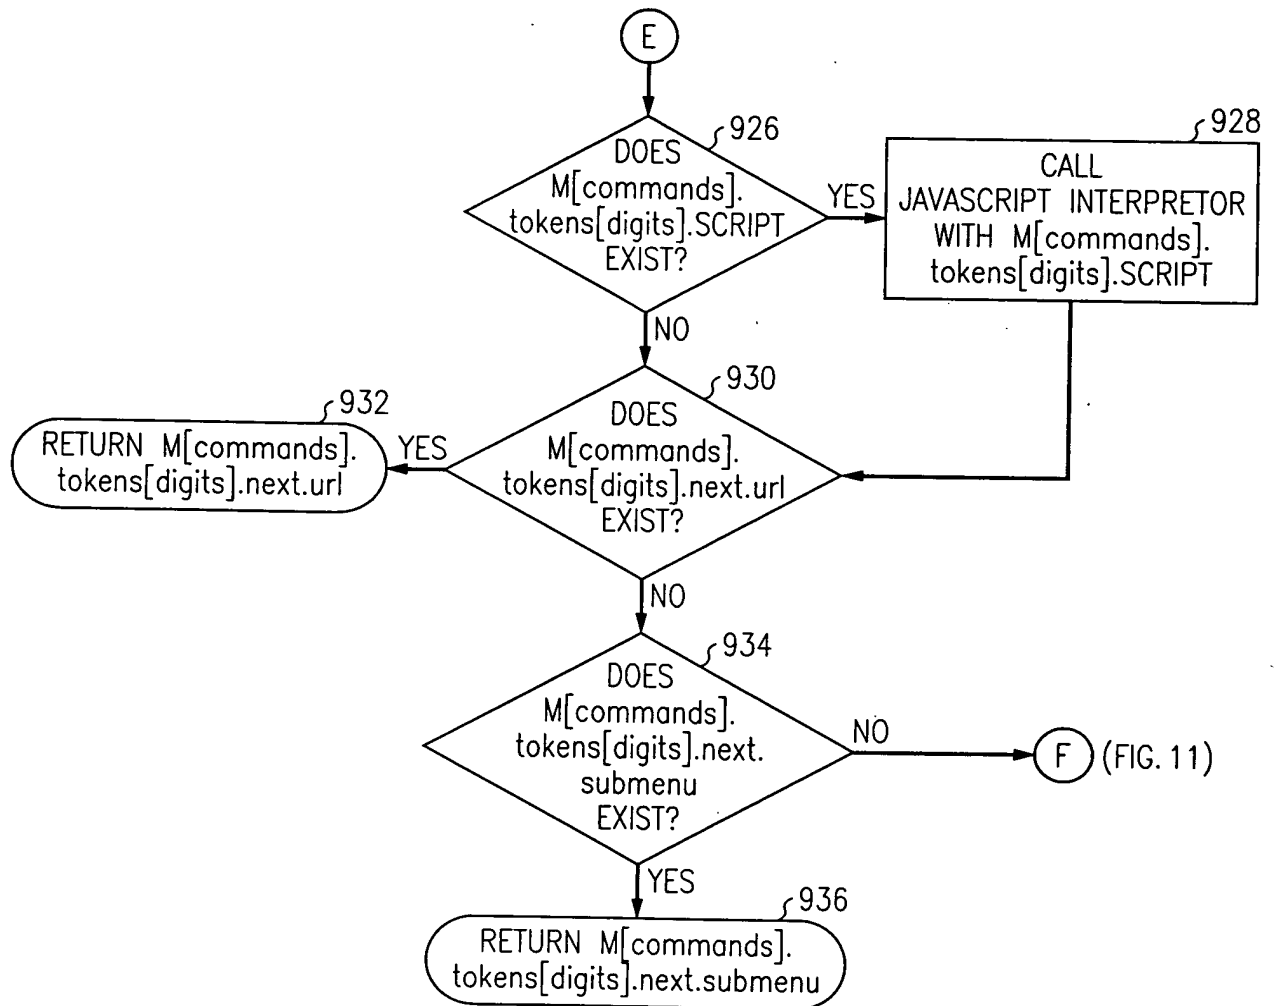 E
926
DOES
M[commands].
tokens[digits].SCRIPT
EXIST?
YES
928
CALL
JAVASCRIPT INTERPRETOR
WITH M[commands].
tokens[digits].SCRIPT
NO
930
DOES
M[commands].
tokens[digits].next.url
EXIST?
YES
932
RETURN M[commands].
tokens[digits].next.url
NO
934
DOES
M[commands].
tokens[digits].next.
submenu
EXIST?
NO
F (FIG. 11)
YES
936
RETURN M[commands].
tokens[digits].next.submenu